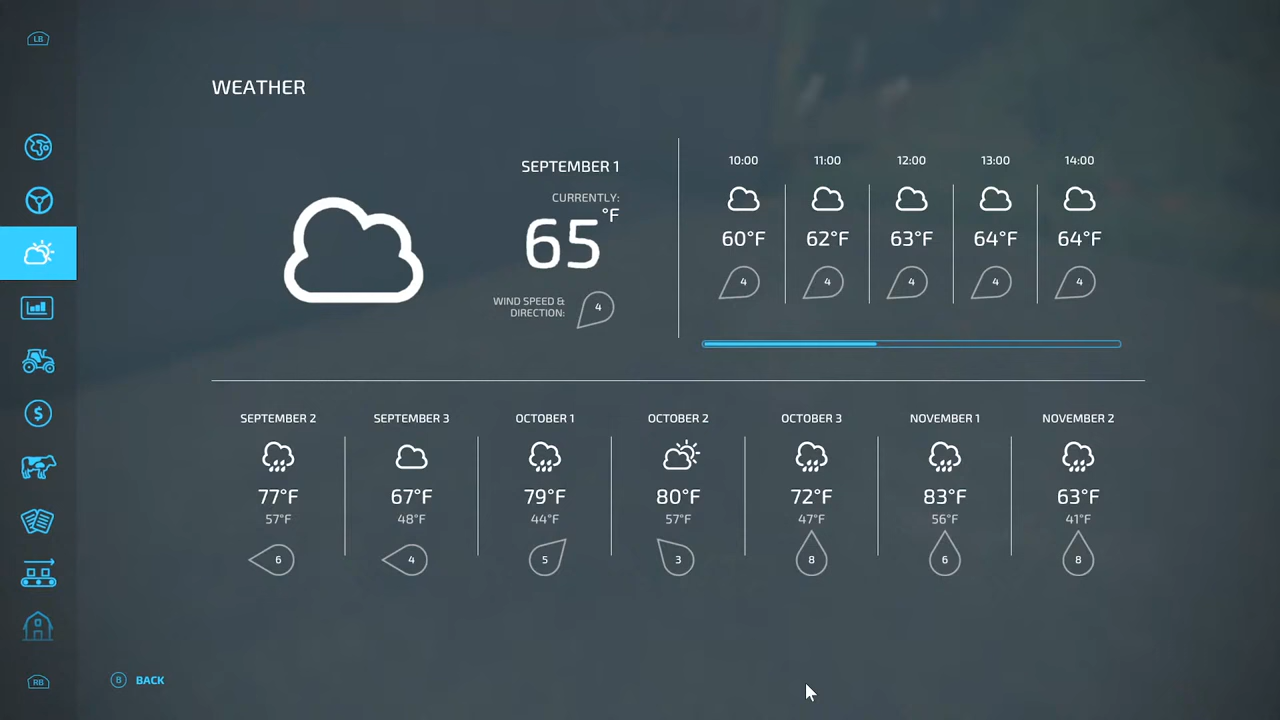 LB
WEATHER
SEPTEMBER 1
CURRENTLY:
65°F
WIND SPEED &
DIRECTION:
4
10:00 11:00 12:00 13:00 14:00
60°F 62°F 63°F 64°F 64°F
4 4 4 4 4
SEPTEMBER 2 SEPTEMBER 3 OCTOBER 1 OCTOBER 2 OCTOBER 3 NOVEMBER 1 NOVEMBER 2
77°F 67°F 79°F 80°F 72°F 83°F 63°F
57°F 48°F 44°F 57°F 47°F 56°F 41°F
6 4 5 3 8 6 8
RB
B BACK